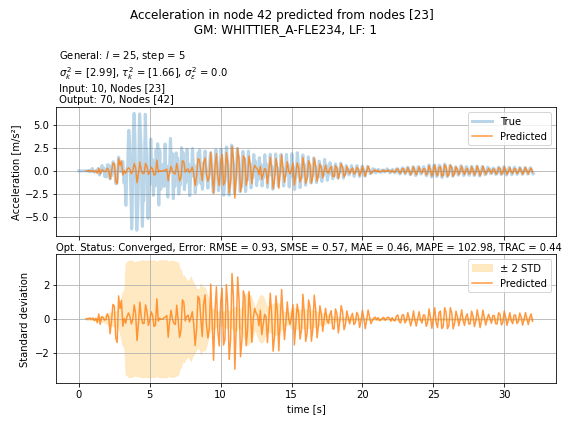 Acceleration in node 42 predicted from nodes [23]
GM: WHITTIER_A-FLE234, LF: 1
General: l = 25, step = 5
σ²ₖ = [2.99], τ²ₖ = [1.66], σ²ε = 0.0
Input: 10, Nodes [23]
Output: 70, Nodes [42]
Acceleration [m/s²]
5.0
2.5
0.0
−2.5
−5.0
True
Predicted
Opt. Status: Converged, Error: RMSE = 0.93, SMSE = 0.57, MAE = 0.46, MAPE = 102.98, TRAC = 0.44
Standard deviation
2
0
−2
± 2 STD
Predicted
0 5 10 15 20 25 30
time [s]